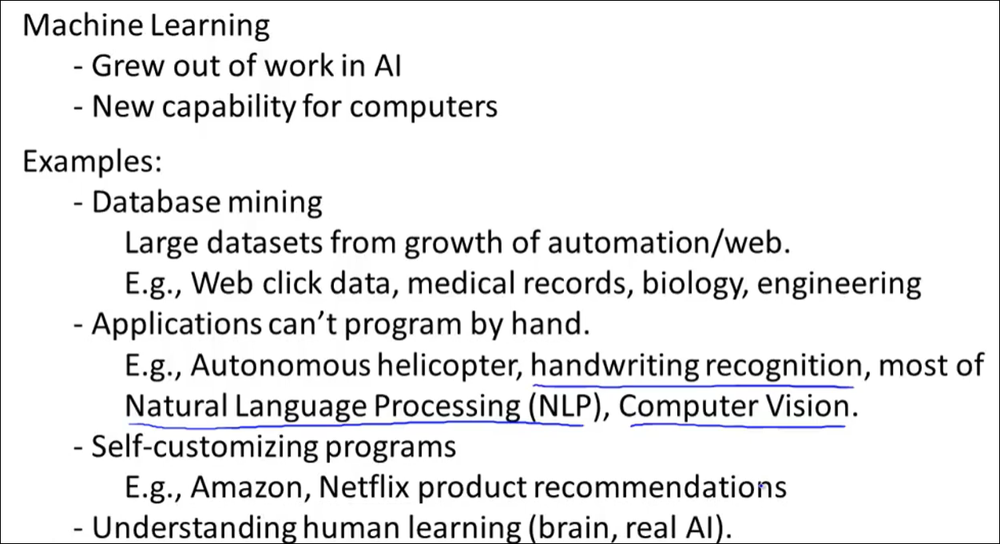 Machine Learning
- Grew out of work in AI
- New capability for computers
Examples:
- Database mining
Large datasets from growth of automation/web.
E.g., Web click data, medical records, biology, engineering
- Applications can’t program by hand.
E.g., Autonomous helicopter, handwriting recognition, most of
Natural Language Processing (NLP), Computer Vision.
- Self-customizing programs
E.g., Amazon, Netflix product recommendations
- Understanding human learning (brain, real AI).